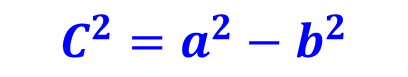 C² = a² − b²